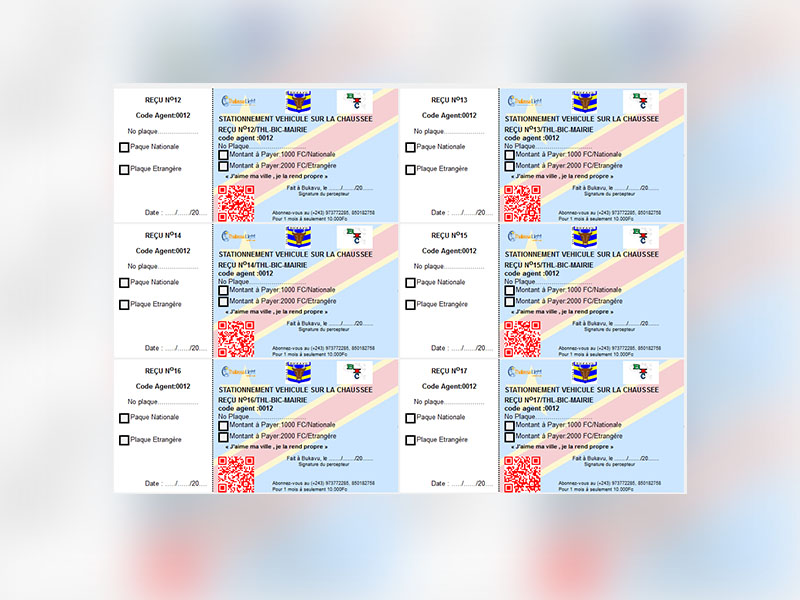 REÇU Nº12
Code Agent:0012
No plaque....................
Paque Nationale
Plaque Etrangère
Date : ...../....../20....
STATIONNEMENT VEHICULE SUR LA CHAUSSEE
REÇU Nº12/THL-BIC-MAIRIE
code agent :0012
No Plaque............................
Montant à Payer:1000 FC/Nationale
Montant à Payer:2000 FC/Etrangère
« J'aime ma ville , je la rend propre »
Fait à Bukavu, le ......./....../20.......
Signature du percepteur
Abonnez-vous au (+243) 973772285, 850182758
Pour 1 mois à seulement 10.000Fc
REÇU Nº13
Code Agent:0012
No plaque....................
Paque Nationale
Plaque Etrangère
Date : ...../....../20....
STATIONNEMENT VEHICULE SUR LA CHAUSSEE
REÇU Nº13/THL-BIC-MAIRIE
code agent :0012
No Plaque............................
Montant à Payer:1000 FC/Nationale
Montant à Payer:2000 FC/Etrangère
« J'aime ma ville , je la rend propre »
Fait à Bukavu, le ......./....../20.......
Signature du percepteur
Abonnez-vous au (+243) 973772285, 850182758
Pour 1 mois à seulement 10.000Fc
REÇU Nº14
Code Agent:0012
No plaque....................
Paque Nationale
Plaque Etrangère
Date : ...../....../20....
STATIONNEMENT VEHICULE SUR LA CHAUSSEE
REÇU Nº14/THL-BIC-MAIRIE
code agent :0012
No Plaque............................
Montant à Payer:1000 FC/Nationale
Montant à Payer:2000 FC/Etrangère
« J'aime ma ville , je la rend propre »
Fait à Bukavu, le ......./....../20.......
Signature du percepteur
Abonnez-vous au (+243) 973772285, 850182758
Pour 1 mois à seulement 10.000Fc
REÇU Nº15
Code Agent:0012
No plaque....................
Paque Nationale
Plaque Etrangère
Date : ...../....../20....
STATIONNEMENT VEHICULE SUR LA CHAUSSEE
REÇU Nº15/THL-BIC-MAIRIE
code agent :0012
No Plaque............................
Montant à Payer:1000 FC/Nationale
Montant à Payer:2000 FC/Etrangère
« J'aime ma ville , je la rend propre »
Fait à Bukavu, le ......./....../20.......
Signature du percepteur
Abonnez-vous au (+243) 973772285, 850182758
Pour 1 mois à seulement 10.000Fc
REÇU Nº16
Code Agent:0012
No plaque....................
Paque Nationale
Plaque Etrangère
Date : ...../....../20....
STATIONNEMENT VEHICULE SUR LA CHAUSSEE
REÇU Nº16/THL-BIC-MAIRIE
code agent :0012
No Plaque............................
Montant à Payer:1000 FC/Nationale
Montant à Payer:2000 FC/Etrangère
« J'aime ma ville , je la rend propre »
Fait à Bukavu, le ......./....../20.......
Signature du percepteur
Abonnez-vous au (+243) 973772285, 850182758
Pour 1 mois à seulement 10.000Fc
REÇU Nº17
Code Agent:0012
No plaque....................
Paque Nationale
Plaque Etrangère
Date : ...../....../20....
STATIONNEMENT VEHICULE SUR LA CHAUSSEE
REÇU Nº17/THL-BIC-MAIRIE
code agent :0012
No Plaque............................
Montant à Payer:1000 FC/Nationale
Montant à Payer:2000 FC/Etrangère
« J'aime ma ville , je la rend propre »
Fait à Bukavu, le ......./....../20.......
Signature du percepteur
Abonnez-vous au (+243) 973772285, 850182758
Pour 1 mois à seulement 10.000Fc